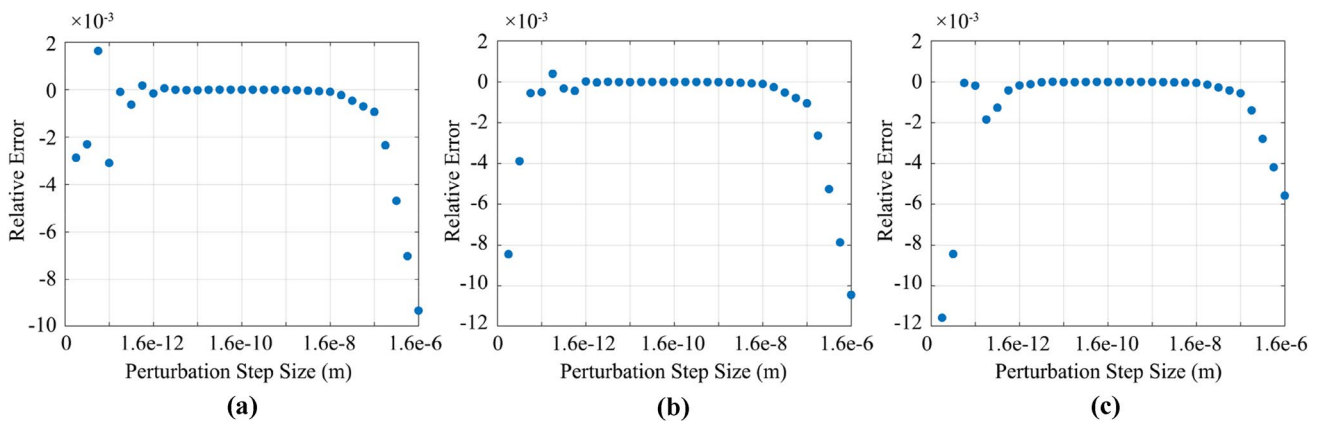 ×10⁻³
2
0
-2
-4
-6
-8
-10
Relative Error
0 1.6e-12 1.6e-10 1.6e-8 1.6e-6
Perturbation Step Size (m)
(a)
×10⁻³
2
0
-2
-4
-6
-8
-10
-12
Relative Error
0 1.6e-12 1.6e-10 1.6e-8 1.6e-6
Perturbation Step Size (m)
(b)
×10⁻³
2
0
-2
-4
-6
-8
-10
-12
Relative Error
0 1.6e-12 1.6e-10 1.6e-8 1.6e-6
Perturbation Step Size (m)
(c)